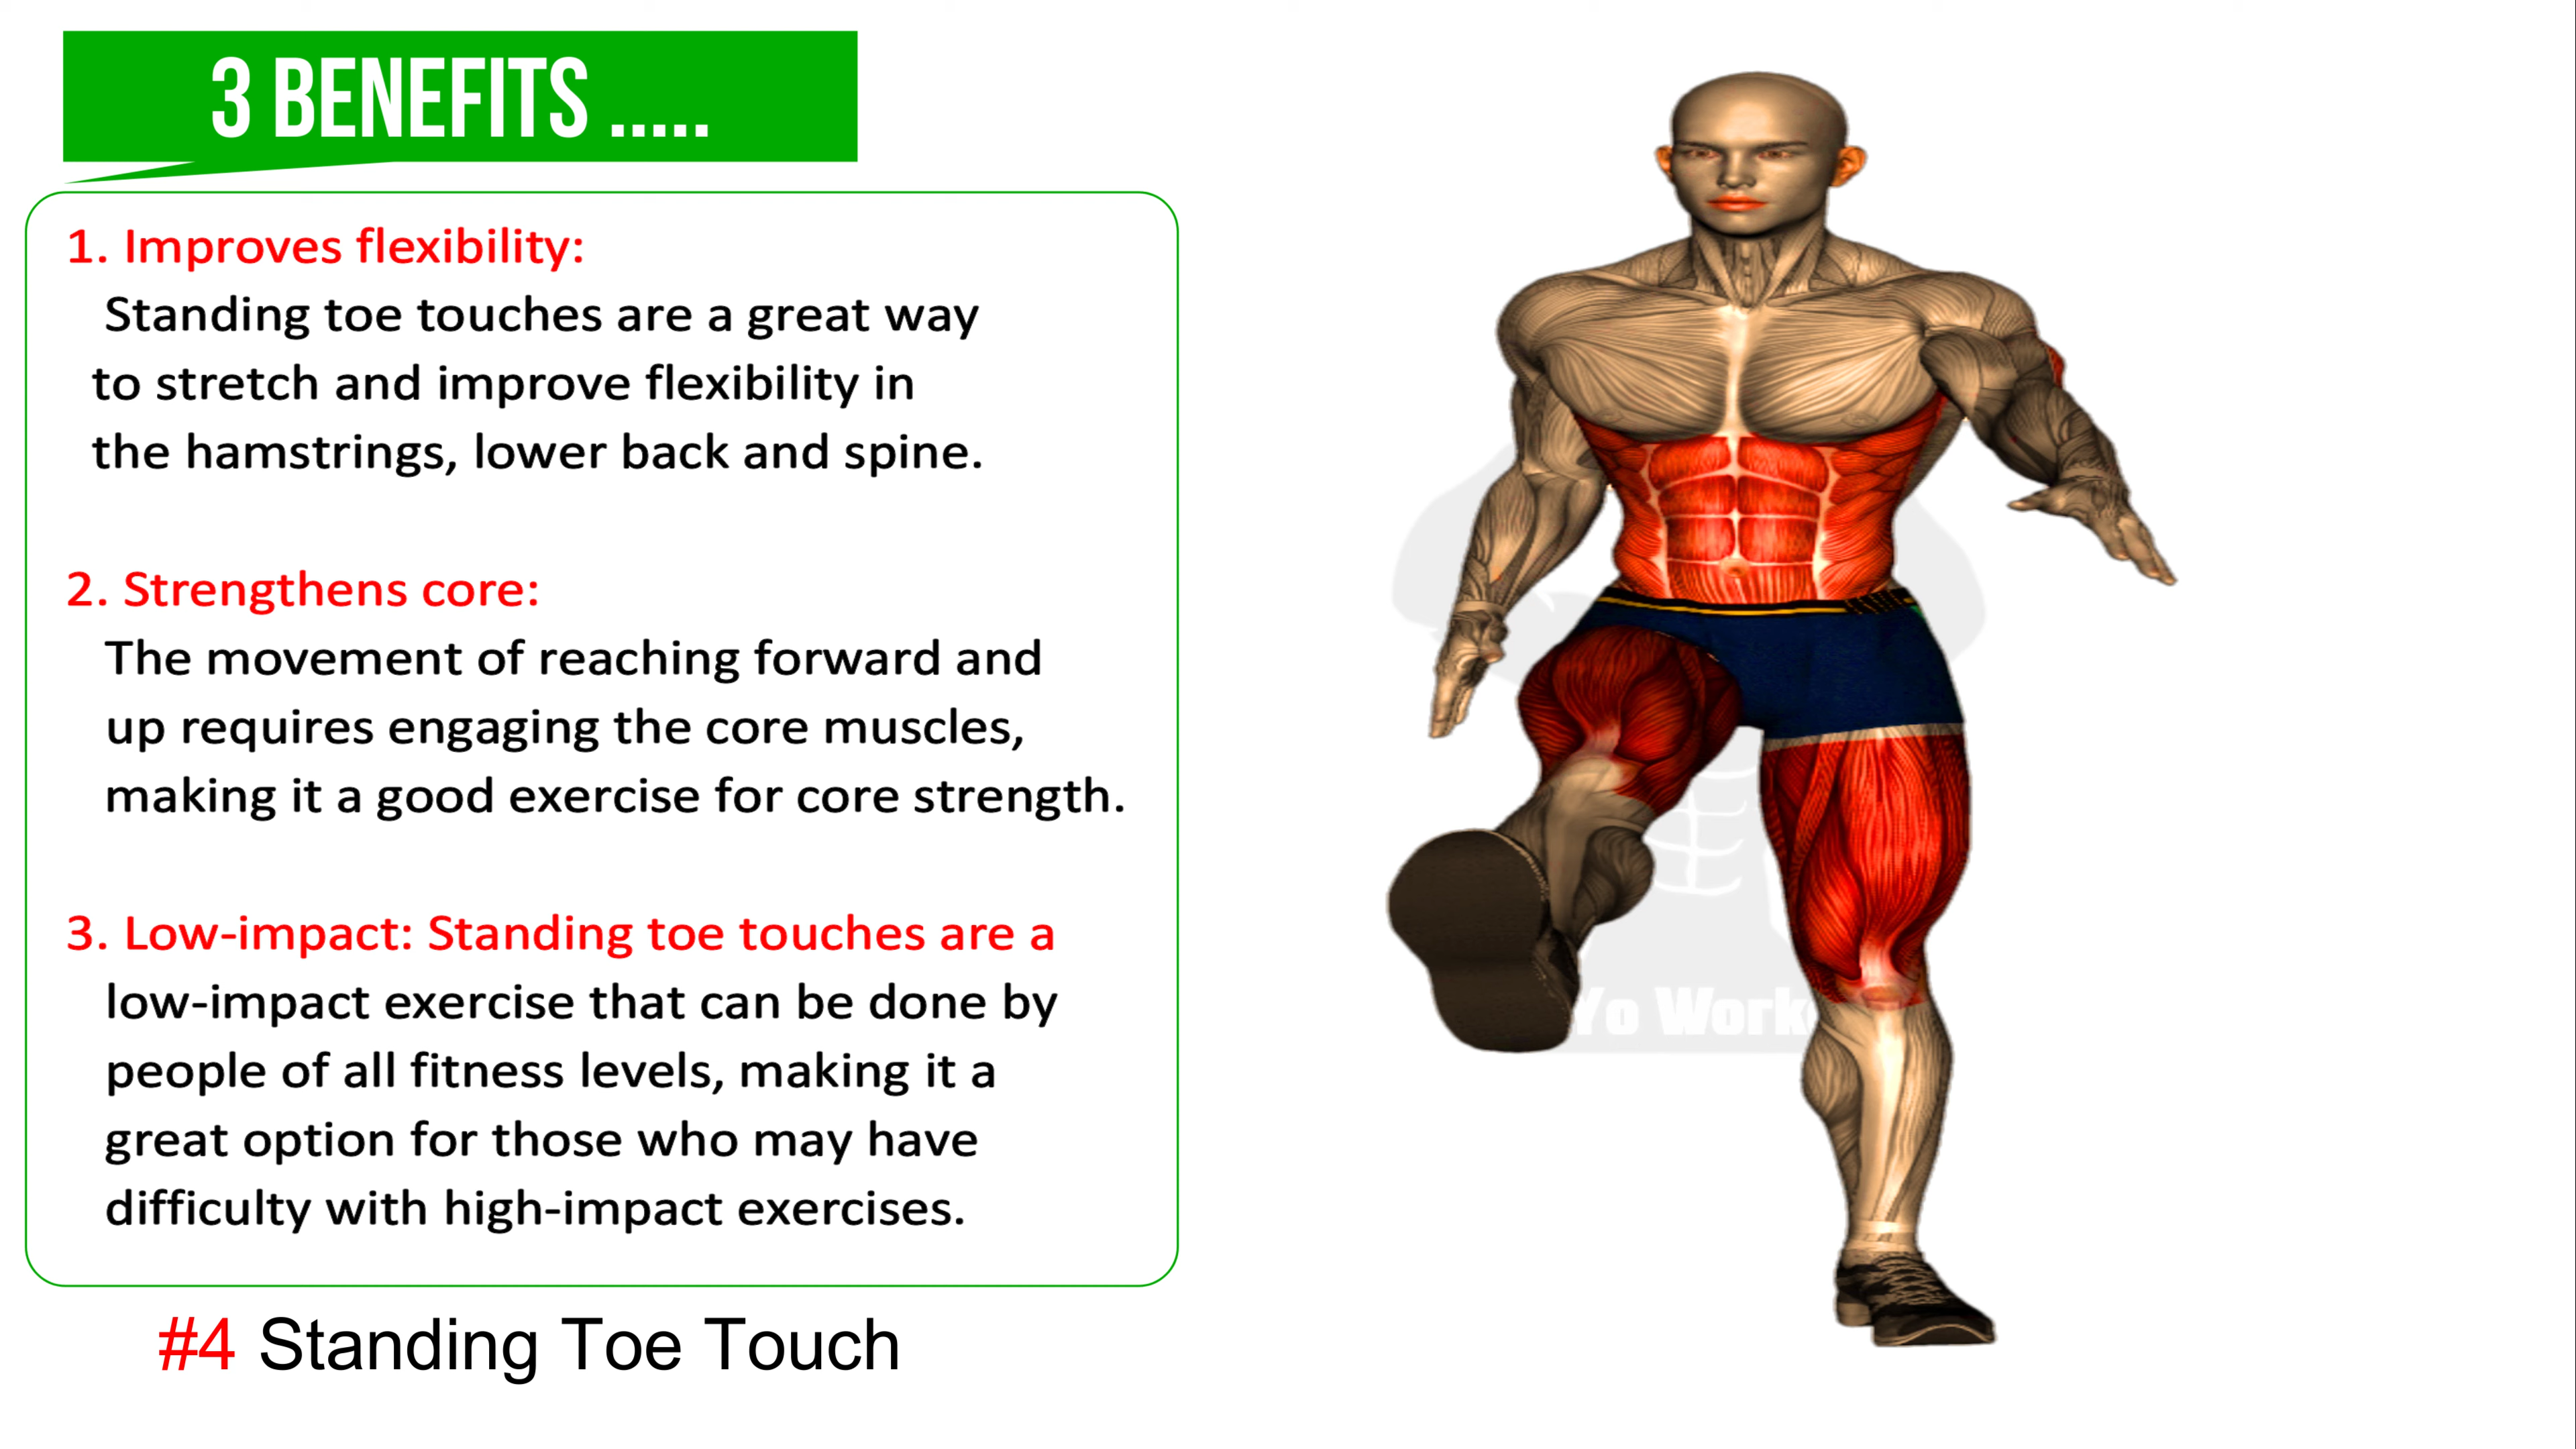 3 BENEFITS .....
1. Improves flexibility:
Standing toe touches are a great way
to stretch and improve flexibility in
the hamstrings, lower back and spine.
2. Strengthens core:
The movement of reaching forward and
up requires engaging the core muscles,
making it a good exercise for core strength.
3. Low-impact: Standing toe touches are a
low-impact exercise that can be done by
people of all fitness levels, making it a
great option for those who may have
difficulty with high-impact exercises.
#4 Standing Toe Touch
Yo Work